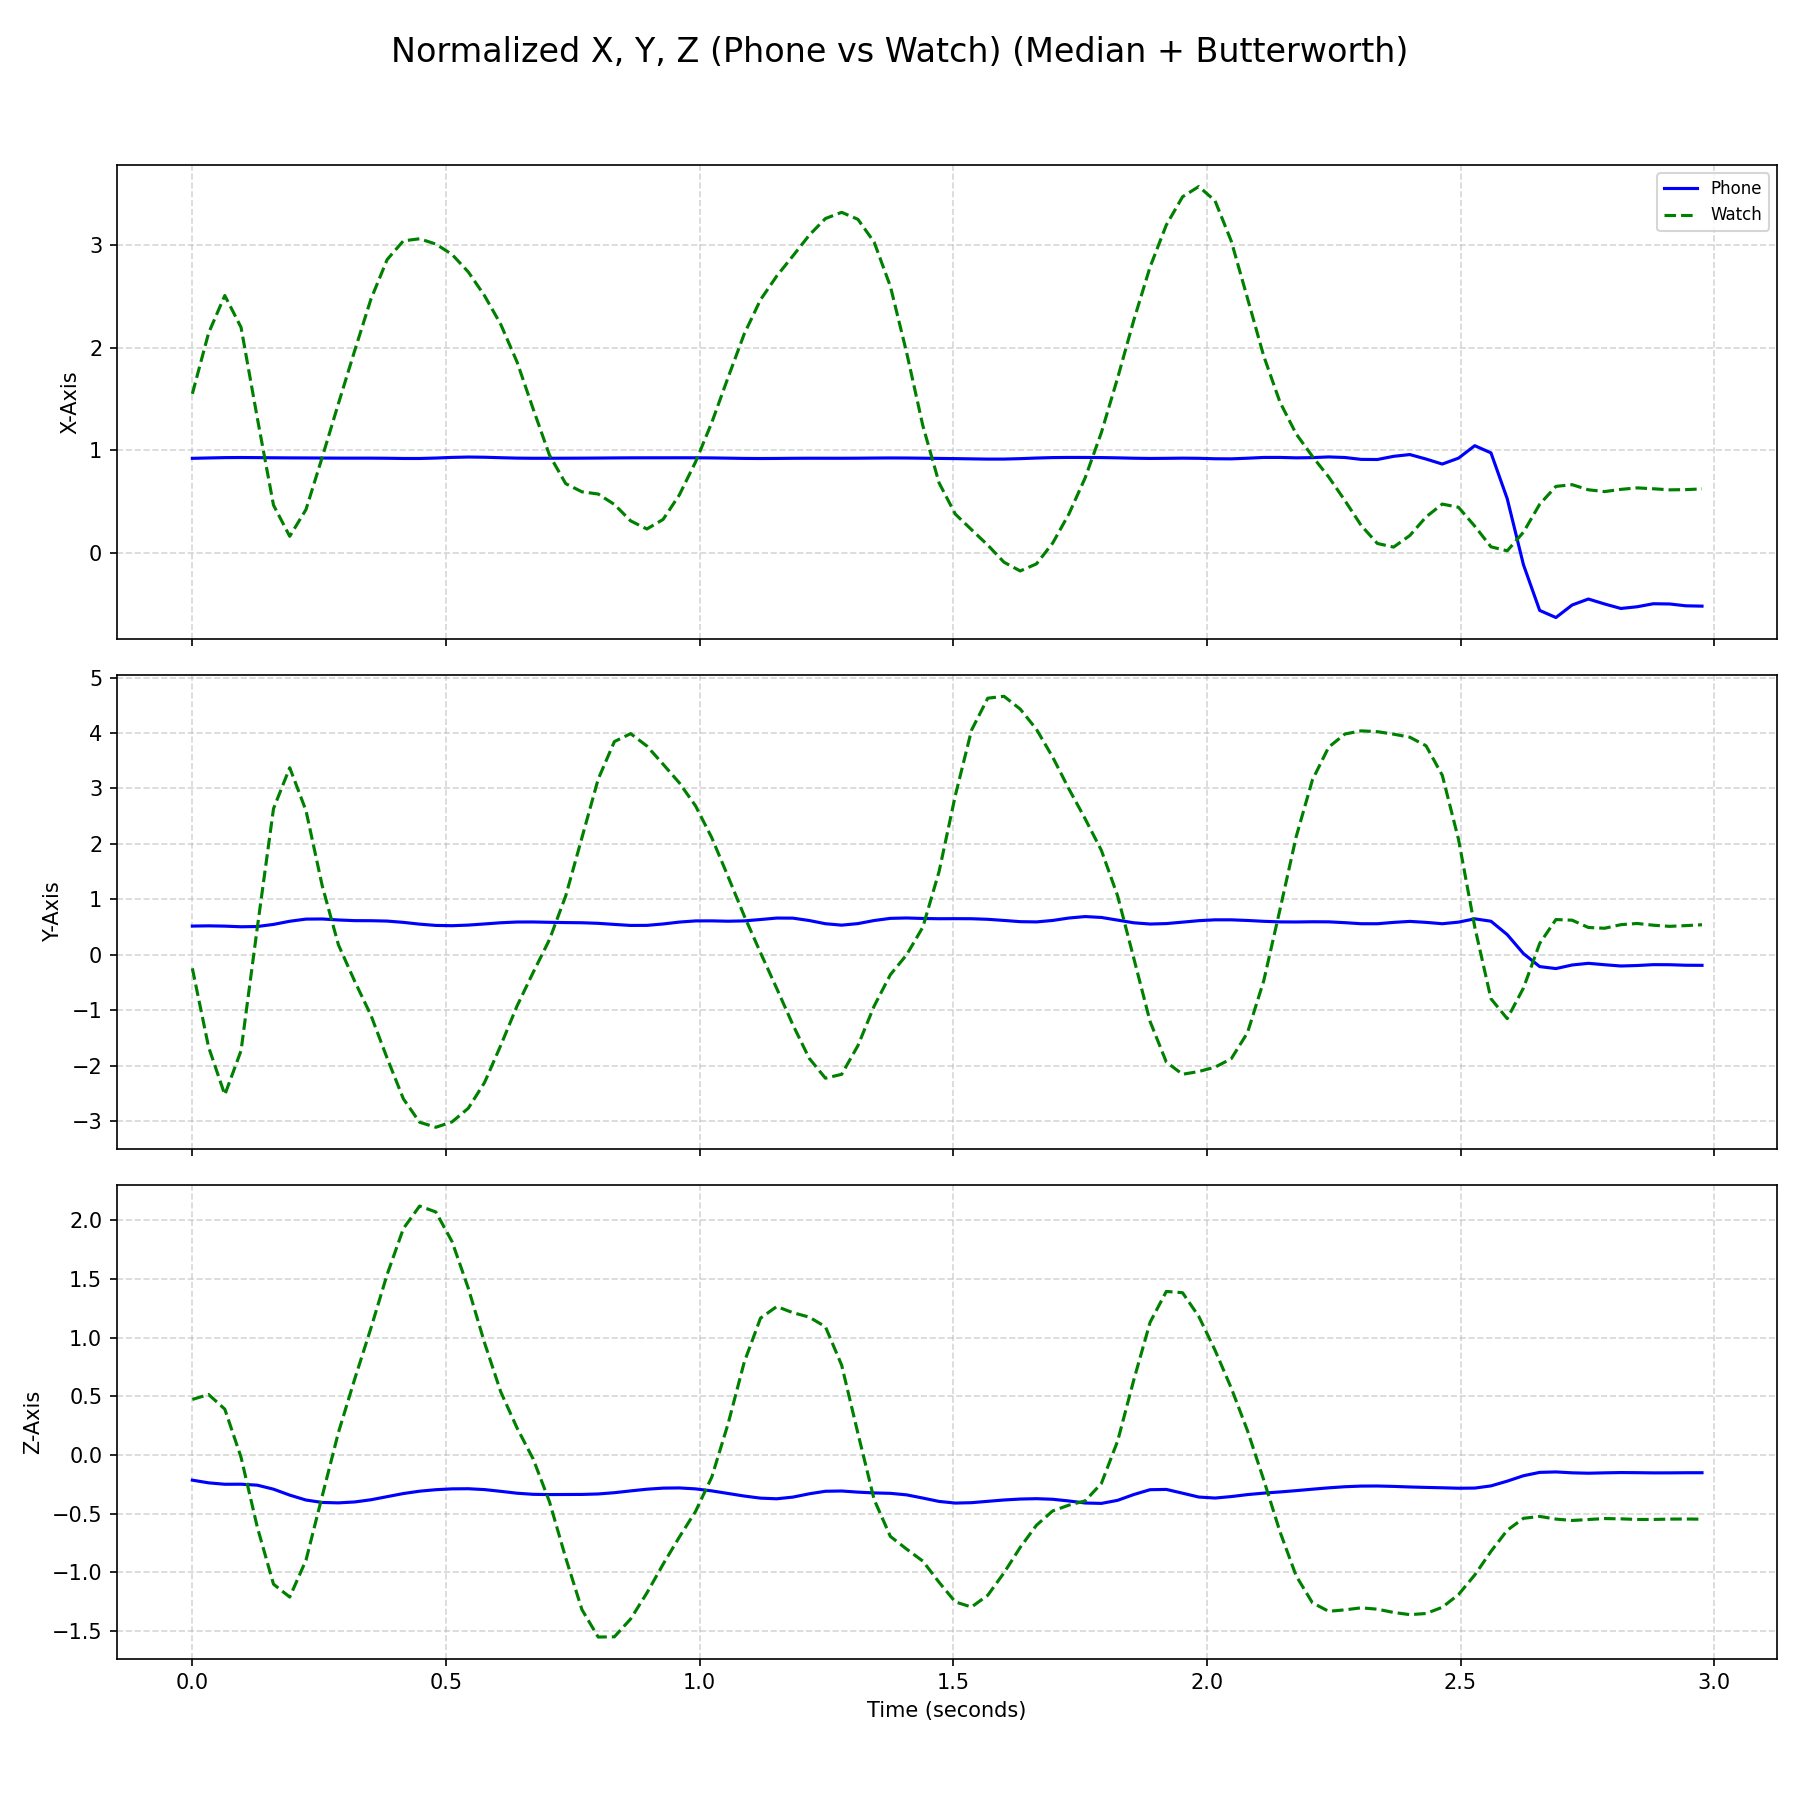 Normalized X, Y, Z (Phone vs Watch) (Median + Butterworth)
Phone
Watch
X-Axis
3
2
1
0
Y-Axis
5
4
3
2
1
0
−1
−2
−3
Z-Axis
2.0
1.5
1.0
0.5
0.0
−0.5
−1.0
−1.5
0.0 0.5 1.0 1.5 2.0 2.5 3.0
Time (seconds)